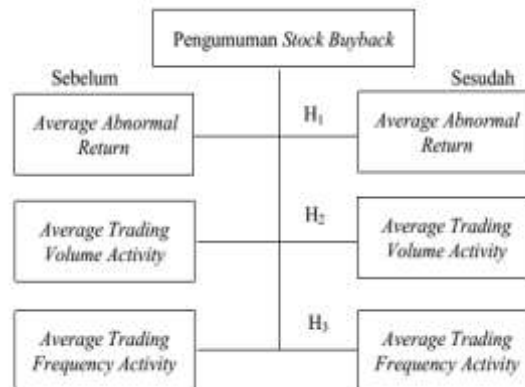 Pengumuman Stock Buyback
Sebelum
Sesudah
Average Abnormal
Return
H1
Average Abnormal
Return
Average Trading
Volume Activity
H2
Average Trading
Volume Activity
Average Trading
Frequency Activity
H3
Average Trading
Frequency Activity